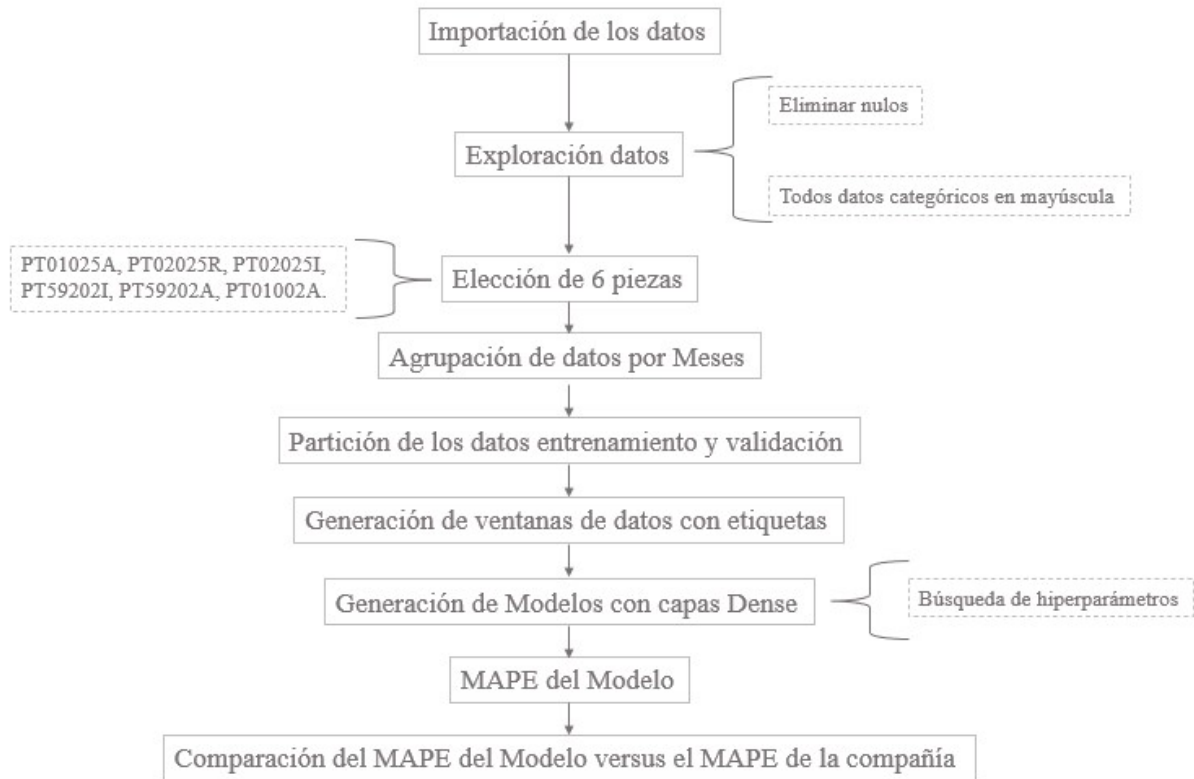 Importación de los datos
Eliminar nulos
Exploración datos
Todos datos categóricos en mayúscula
PT01025A, PT02025R, PT02025I,
PT59202I, PT59202A, PT01002A.
Elección de 6 piezas
Agrupación de datos por Meses
Partición de los datos entrenamiento y validación
Generación de ventanas de datos con etiquetas
Generación de Modelos con capas Dense
Búsqueda de hiperparámetros
MAPE del Modelo
Comparación del MAPE del Modelo versus el MAPE de la compañía